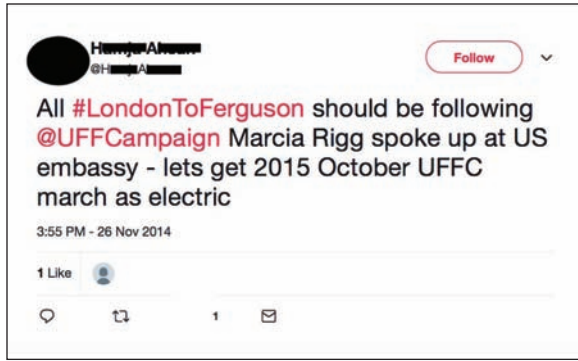 Follow
All #LondonToFerguson should be following
@UFFCampaign Marcia Rigg spoke up at US
embassy - lets get 2015 October UFFC
march as electric
3:55 PM - 26 Nov 2014
1 Like
1